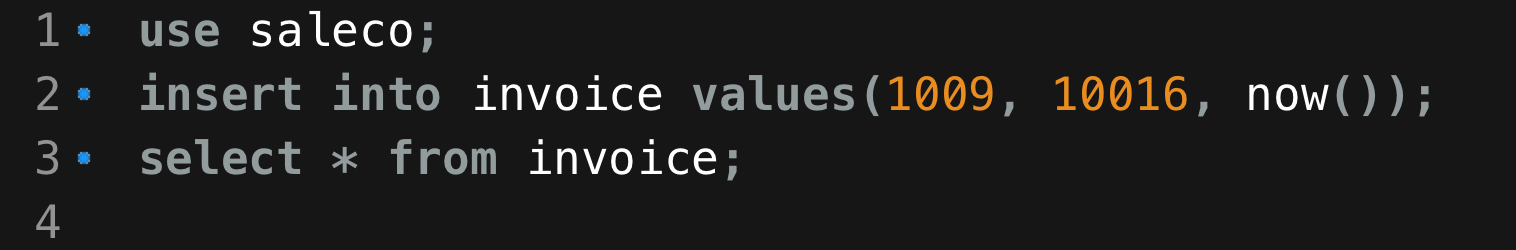 1 use saleco;
2 insert into invoice values(1009, 10016, now());
3 select * from invoice;
4